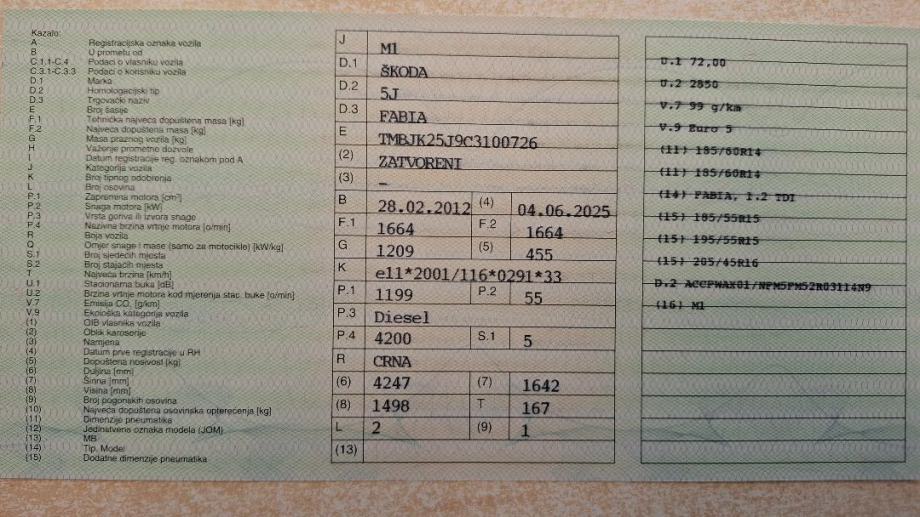 Kazalo:
A Registracijska oznaka vozila
B U prometu od
C.1.1-C.4 Podaci o vlasniku vozila
C.3.1-C.3.3 Podaci o korisniku vozila
D.1 Marka
D.2 Homologacijski tip
D.3 Trgovački naziv
E Broj šasije
F.1 Tehnička najveća dopuštena masa [kg]
F.2 Najveća dopuštena masa [kg]
G Masa praznog vozila [kg]
H Važenje prometne dozvole
I Datum registracije reg. oznakom pod A
J Kategorija vozila
K Broj tipnog odobrenja
L Broj osovina
P.1 Zapremina motora [cm³]
P.2 Snaga motora [kW]
P.3 Vrsta goriva ili izvora snage
P.4 Nazivna brzina vrtnje motora [o/min]
R Boja vozila
Q Omjer snage i mase (samo za motocikle) [kW/kg]
S.1 Broj sjedećih mjesta
S.2 Broj stajaćih mjesta
T Najveća brzina [km/h]
U.1 Stacionarna buka [dB]
U.2 Brzina vrtnje motora kod mjerenja stac. buke [o/min]
V.7 Emisija CO₂ [g/km]
V.9 Ekološka kategorija vozila
(1) OIB vlasnika vozila
(2) Oblik karoserije
(3) Namjena
(4) Datum prve registracije u RH
(5) Dopuštena nosivost [kg]
(6) Duljina [mm]
(7) Širina [mm]
(8) Visina [mm]
(9) Broj pogonskih osovina
(10) Najveća dopuštena osovinska opterećenja [kg]
(11) Dimenzije pneumatika
(12) Jedinstvena oznaka modela (JOM)
(13) MB
(14) Tip, Model
(15) Dodatne dimenzije pneumatika
J M1
D.1 ŠKODA
D.2 5J
D.3 FABIA
E TMBJK25J9C3100726
(2) ZATVORENI
(3) –
B 28.02.2012 (4) 04.06.2025
F.1 1664 F.2 1664
G 1209 (5) 455
K e11*2001/116*0291*33
P.1 1199 P.2 55
P.3 Diesel
P.4 4200 S.1 5
R CRNA
(6) 4247 (7) 1642
(8) 1498 T 167
L 2 (9) 1
(13)
U.1 72,00
U.2 2850
V.7 99 g/km
V.9 Euro 5
(11) 185/60R14
(11) 185/60R14
(14) FABIA, 1.2 TDI
(15) 185/55R15
(15) 195/55R15
(15) 205/45R16
D.2 ACCFWAX01/NFM5FM52R03114N9
(16) M1